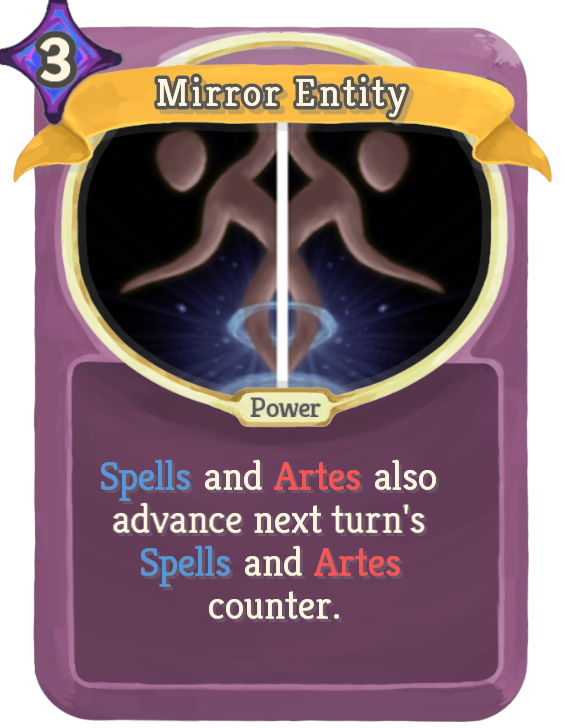 3
Mirror Entity
Power
Spells and Artes also
advance next turn's
Spells and Artes
counter.